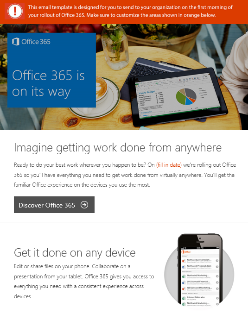 This email template is designed for you to send to your organization on the first morning of
your rollout of Office 365. Make sure to customize the areas shown in orange below.
Office 365
Office 365 is
on its way
Imagine getting work done from anywhere
Ready to do your best work wherever you happen to be? On (fill in date) we're rolling out Office
365 so you'll have everything you need to get work done from virtually anywhere. You'll get the
familiar Office experience on the devices you use the most.
Discover Office 365
Get it done on any device
Edit or share files on your phone. Collaborate on a
presentation from your tablet. Office 365 gives you access to
everything you need with a consistent experience across
devices.